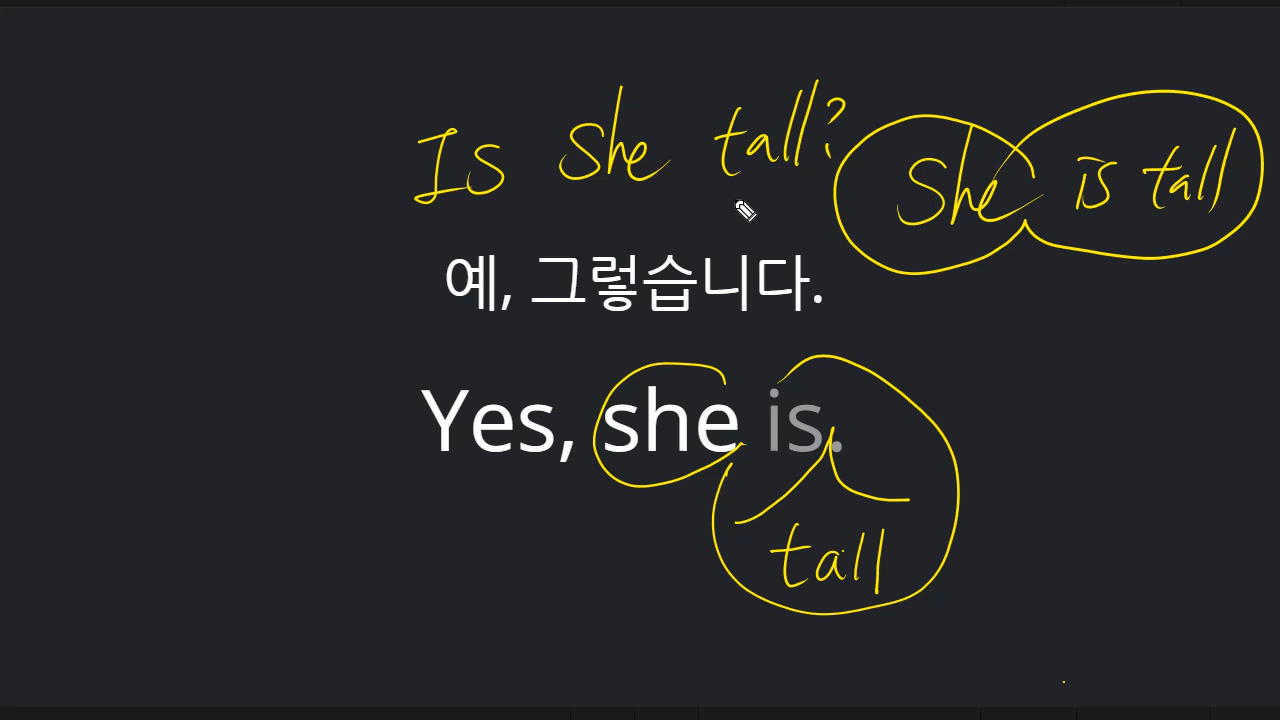 Is She tall?
She is tall
예, 그렇습니다.
Yes, she is.
tall